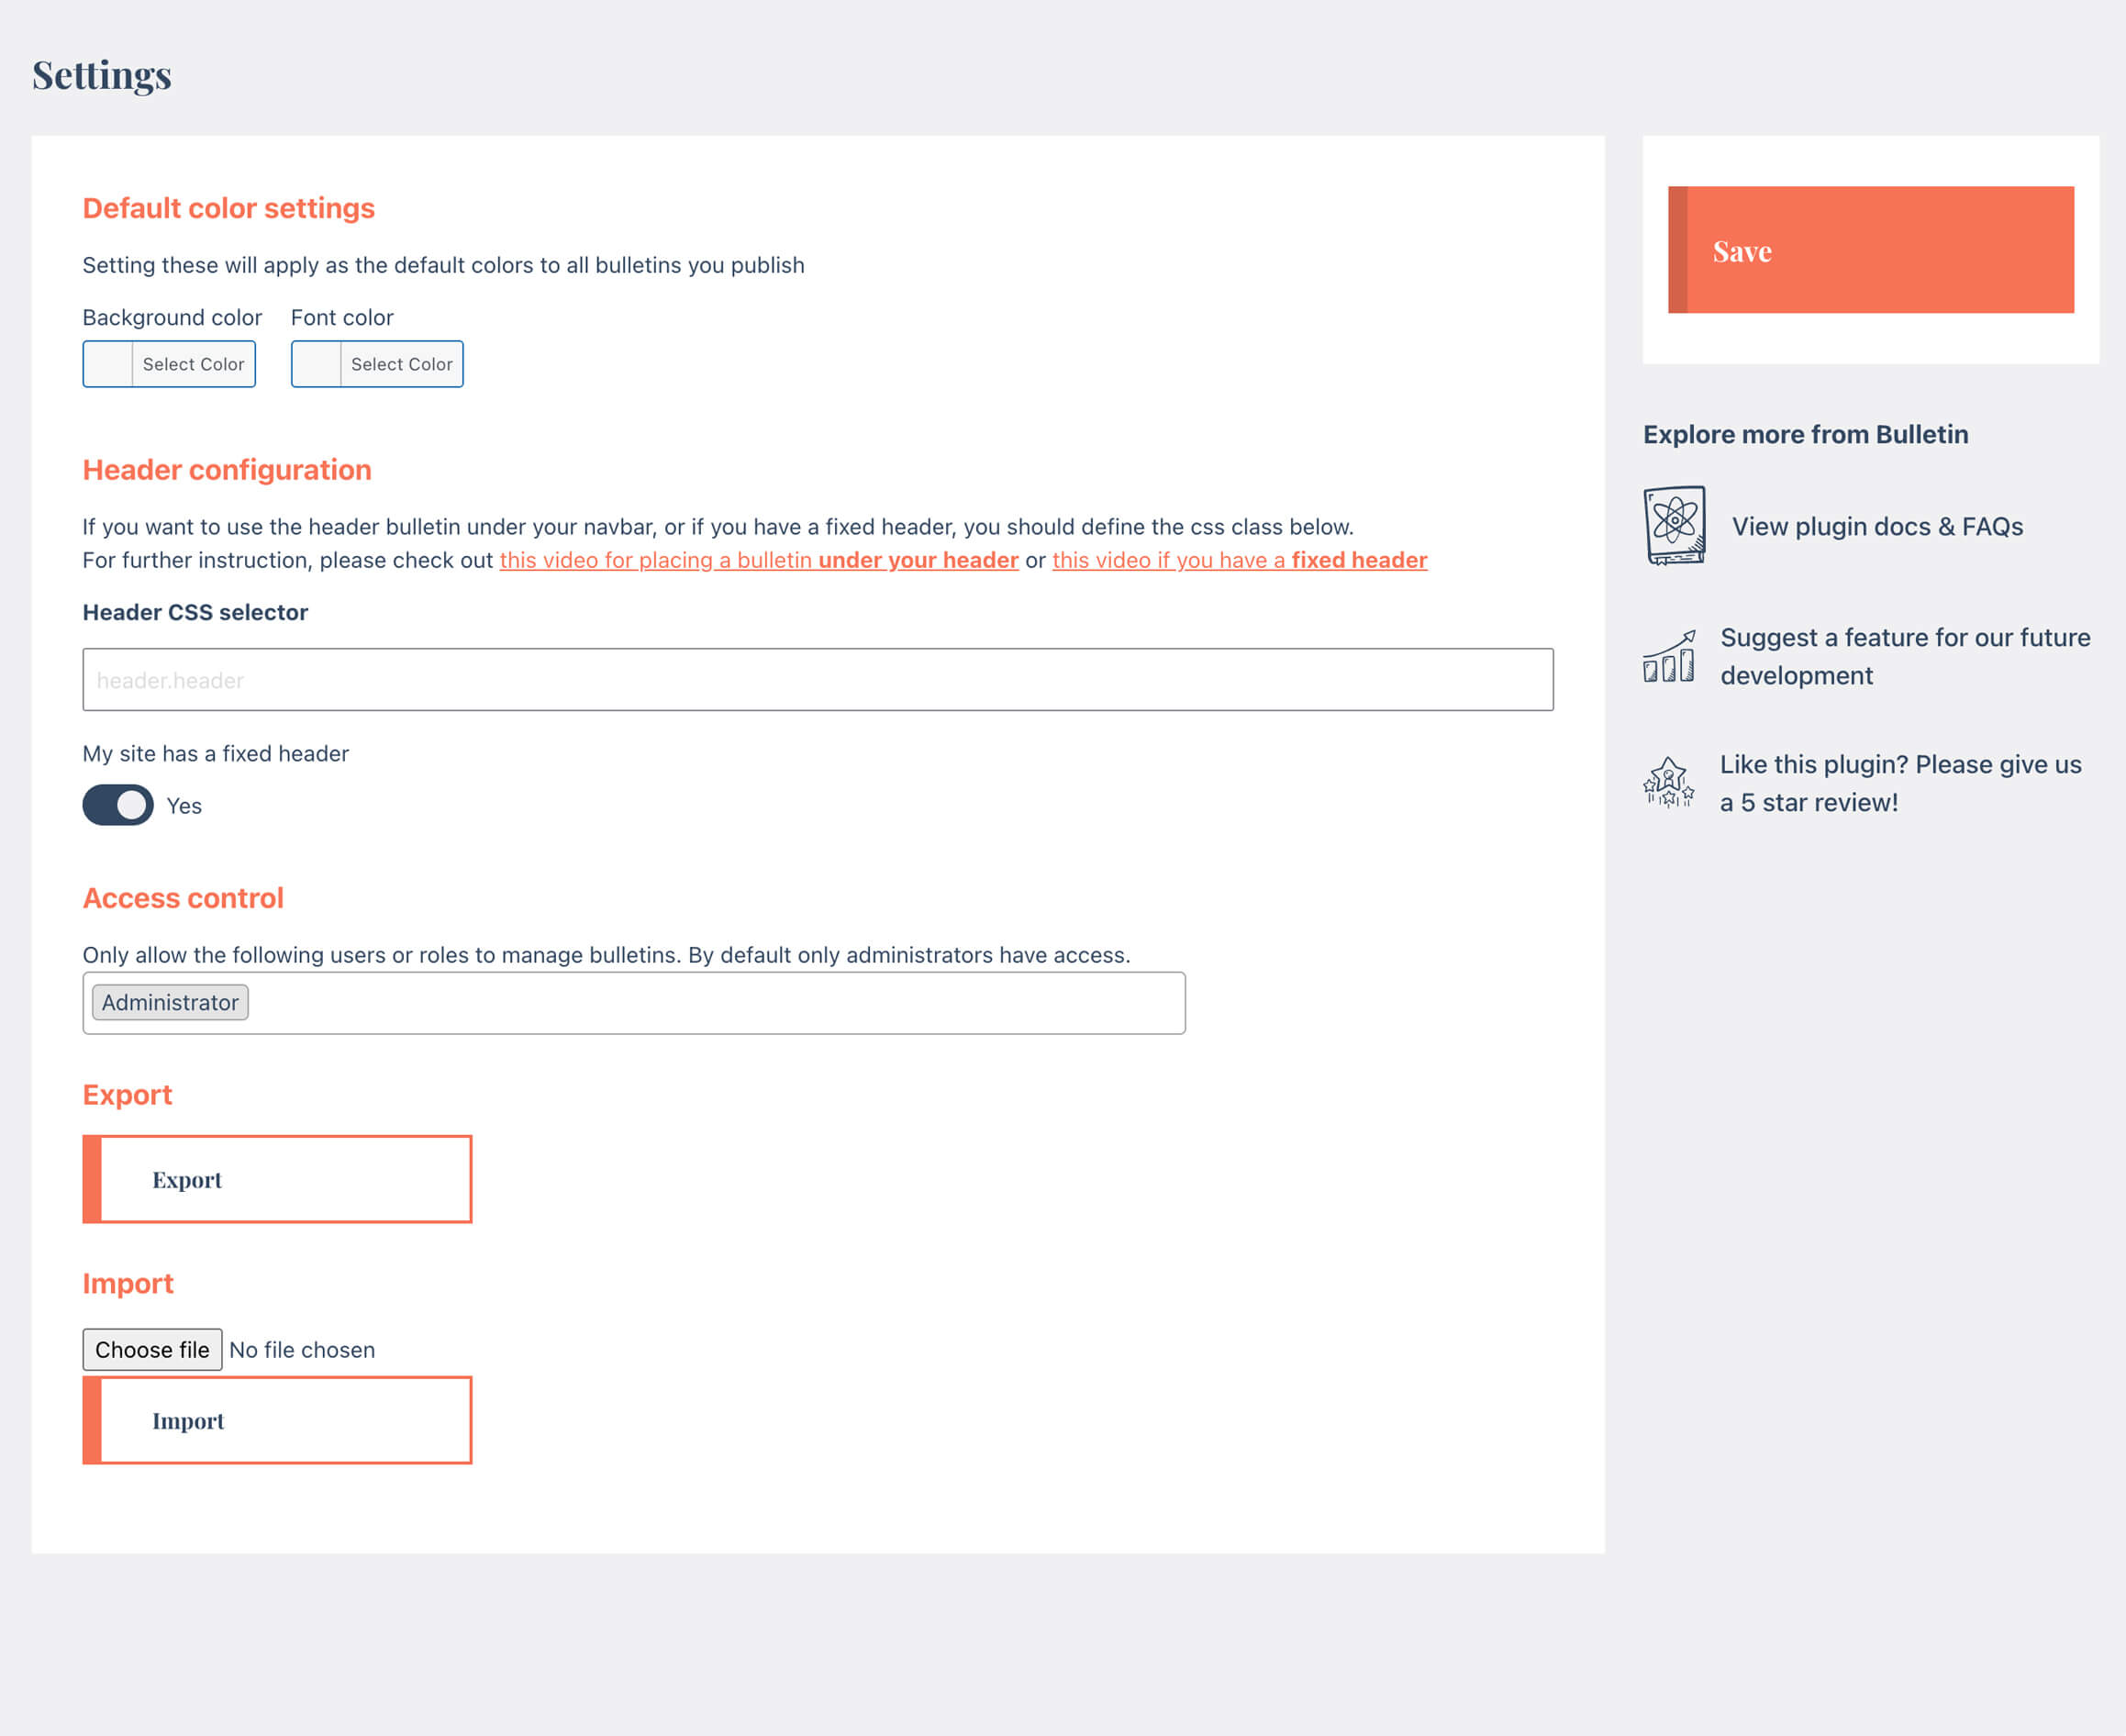 Settings
Default color settings
Setting these will apply as the default colors to all bulletins you publish
Background color
Font color
Select Color
Select Color
Header configuration
If you want to use the header bulletin under your navbar, or if you have a fixed header, you should define the css class below.
For further instruction, please check out this video for placing a bulletin under your header or this video if you have a fixed header
Header CSS selector
header.header
My site has a fixed header
Yes
Access control
Only allow the following users or roles to manage bulletins. By default only administrators have access.
Administrator
Export
Export
Import
Choose file No file chosen
Import
Save
Explore more from Bulletin
View plugin docs & FAQs
Suggest a feature for our future
development
Like this plugin? Please give us
a 5 star review!